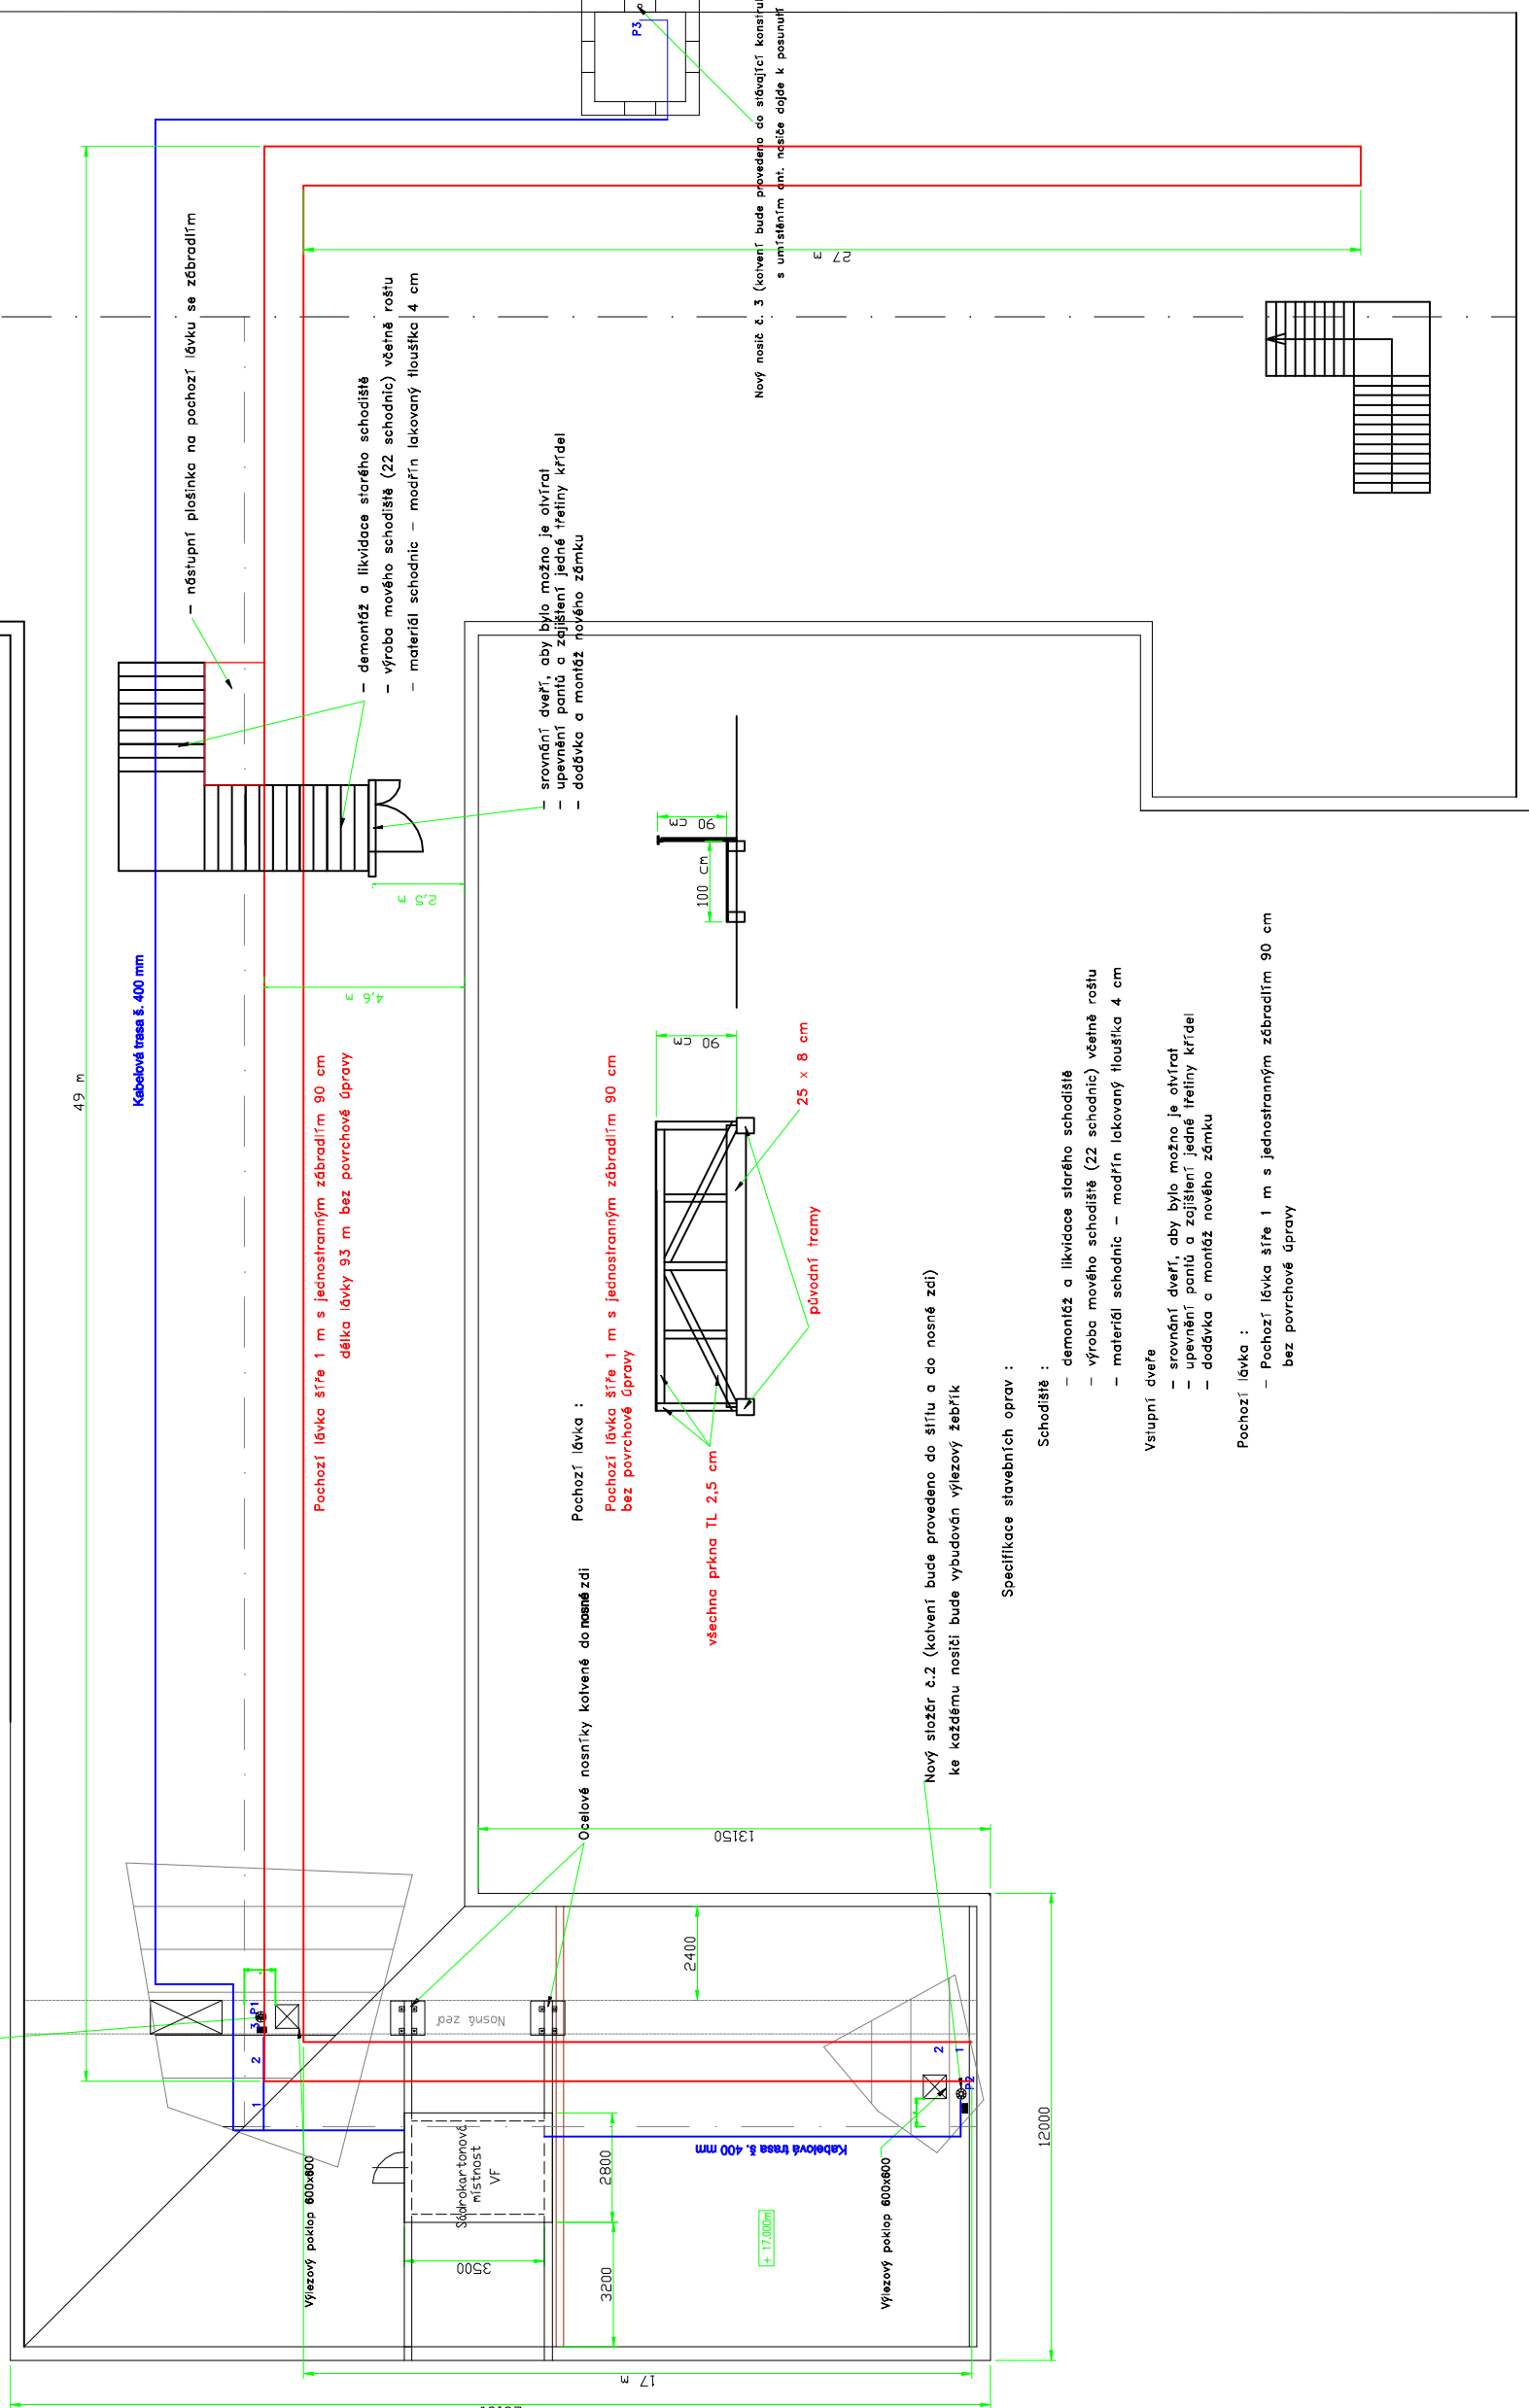 P3
Nový nosič č. 3 (kotvení bude provedeno do stávající
s umístěním ant. nosiče dojde k posunutí
27 m
– nástupní plošinka na pochozí lávku se zábradlím
– demontáž a likvidace starého schodiště
– výroba mového schodiště (22 schodnic) včetně roštu
– materiál schodnic – modřín lakovaný tloušťka 4 cm
– srovnání dveří, aby bylo možno je otvírat
– upevnění pantů a zajištení jedné třetiny křídel
– dodávka a montáž nového zámku
2,5 m
4,6 m
49 m
Kabelová trasa š. 400 mm
Pochozí lávka šíře 1 m s jednostranným zábradlím 90 cm
délka lávky 93 m bez povrchové úpravy
Pochozí lávka :
Pochozí lávka šíře 1 m s jednostranným zábradlím 90 cm
bez povrchové úpravy
90 cm
100 cm
90 cm
25 x 8 cm
původní tramy
všechna prkna TL 2,5 cm
Ocelové nosníky kotvené do nosné zdi
Nový stožár č.2 (kotvení bude provedeno do štítu a do nosné zdi)
ke každému nosiči bude vybudován výlezový žebřík
Specifikace stavebních oprav :
Schodiště :
– demontáž a likvidace starého schodiště
– výroba mového schodiště (22 schodnic) včetně roštu
– materiál schodnic – modřín lakovaný tloušťka 4 cm
Vstupní dveře
– srovnání dveří, aby bylo možno je otvírat
– upevnění pantů a zajištení jedné třetiny křídel
– dodávka a montáž nového zámku
Pochozí lávka :
– Pochozí lávka šíře 1 m s jednostranným zábradlím 90 cm
bez povrchové úpravy
13150
2400
Nosná zeď
P1
3
2
1
2
1
P2
12000
Kabelová trasa š. 400 mm
Sádrokartonová
místnost
VF
2800
3500
3200
+ 17.000m
Výlezový poklop 600x600
Výlezový poklop 600x600
17 m